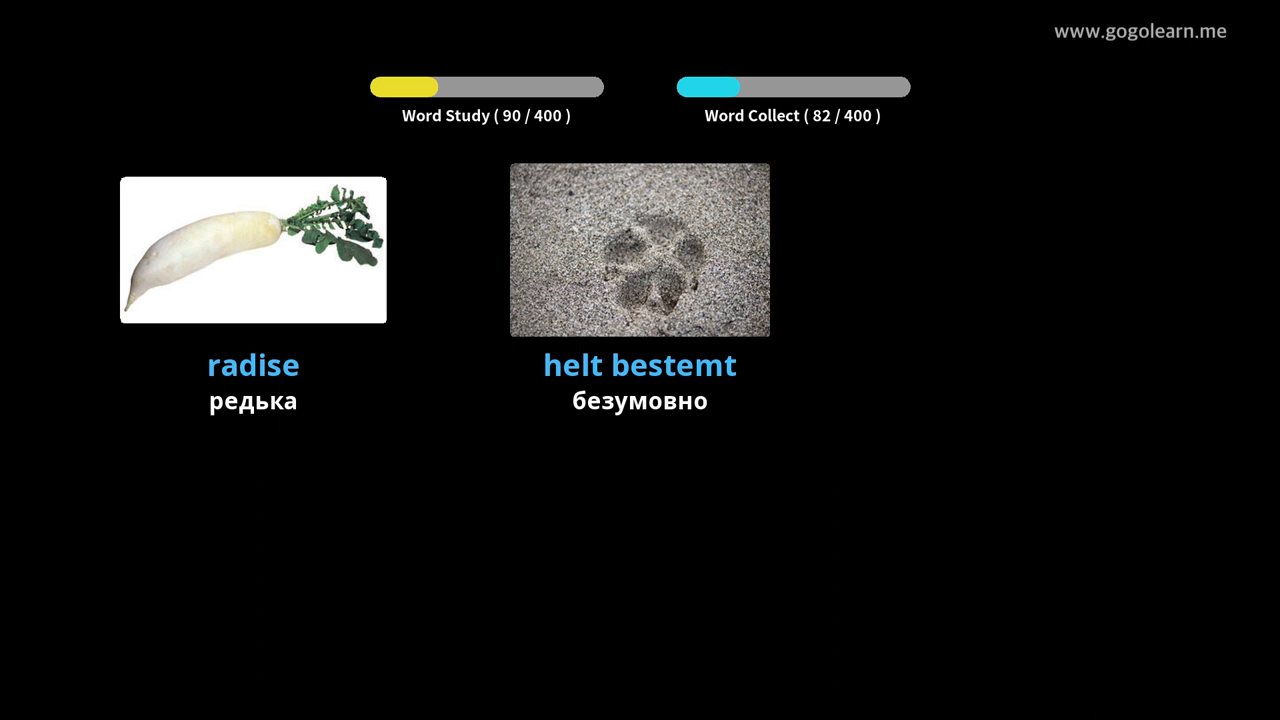 www.gogolearn.me
Word Study ( 90 / 400 )
Word Collect ( 82 / 400 )
radise
редька
helt bestemt
безумовно